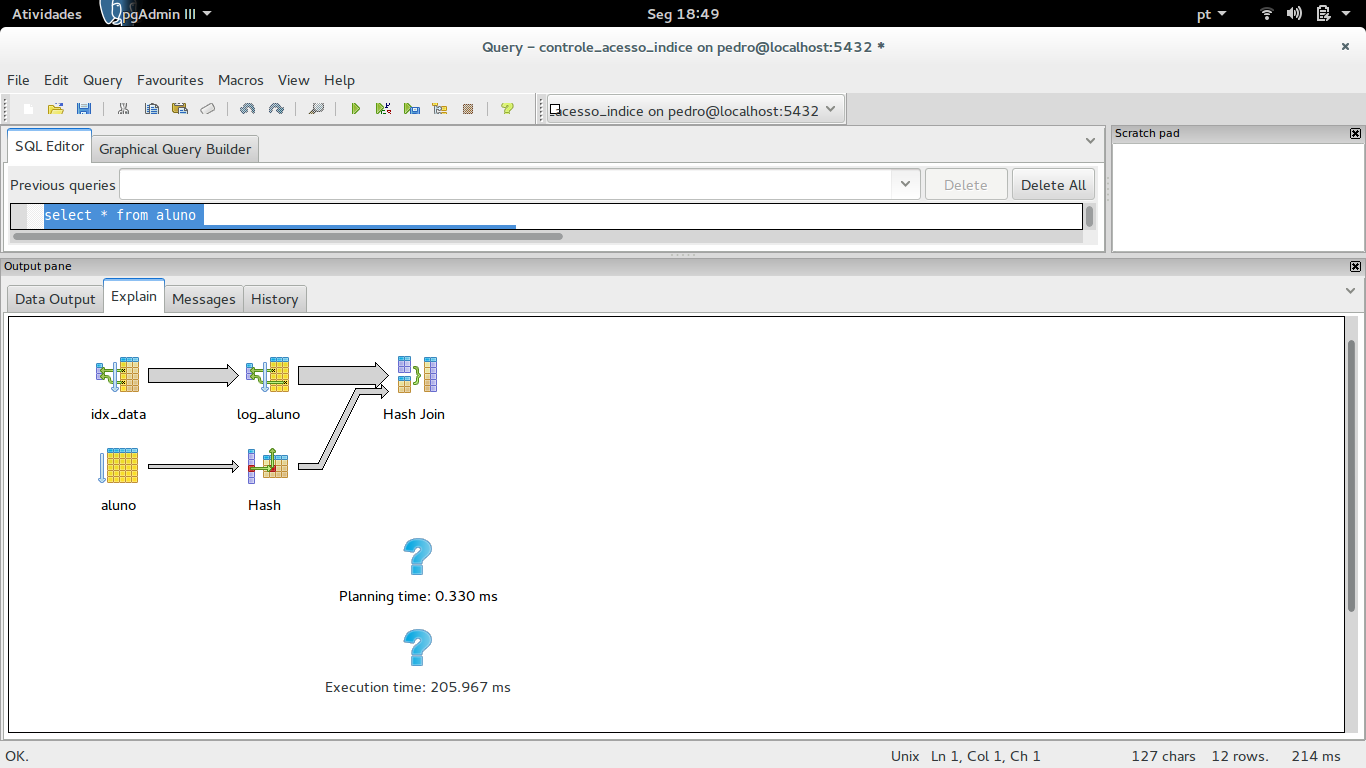 Atividades pgAdmin III Seg 18:49 pt
Query - controle_acesso_indice on pedro@localhost:5432 *
File Edit Query Favourites Macros View Help
acesso_indice on pedro@localhost:5432
SQL Editor Graphical Query Builder
Scratch pad
Previous queries Delete Delete All
select * from aluno
Output pane
Data Output Explain Messages History
idx_data log_aluno Hash Join
aluno Hash
Planning time: 0.330 ms
Execution time: 205.967 ms
OK. Unix Ln 1, Col 1, Ch 1 127 chars 12 rows. 214 ms